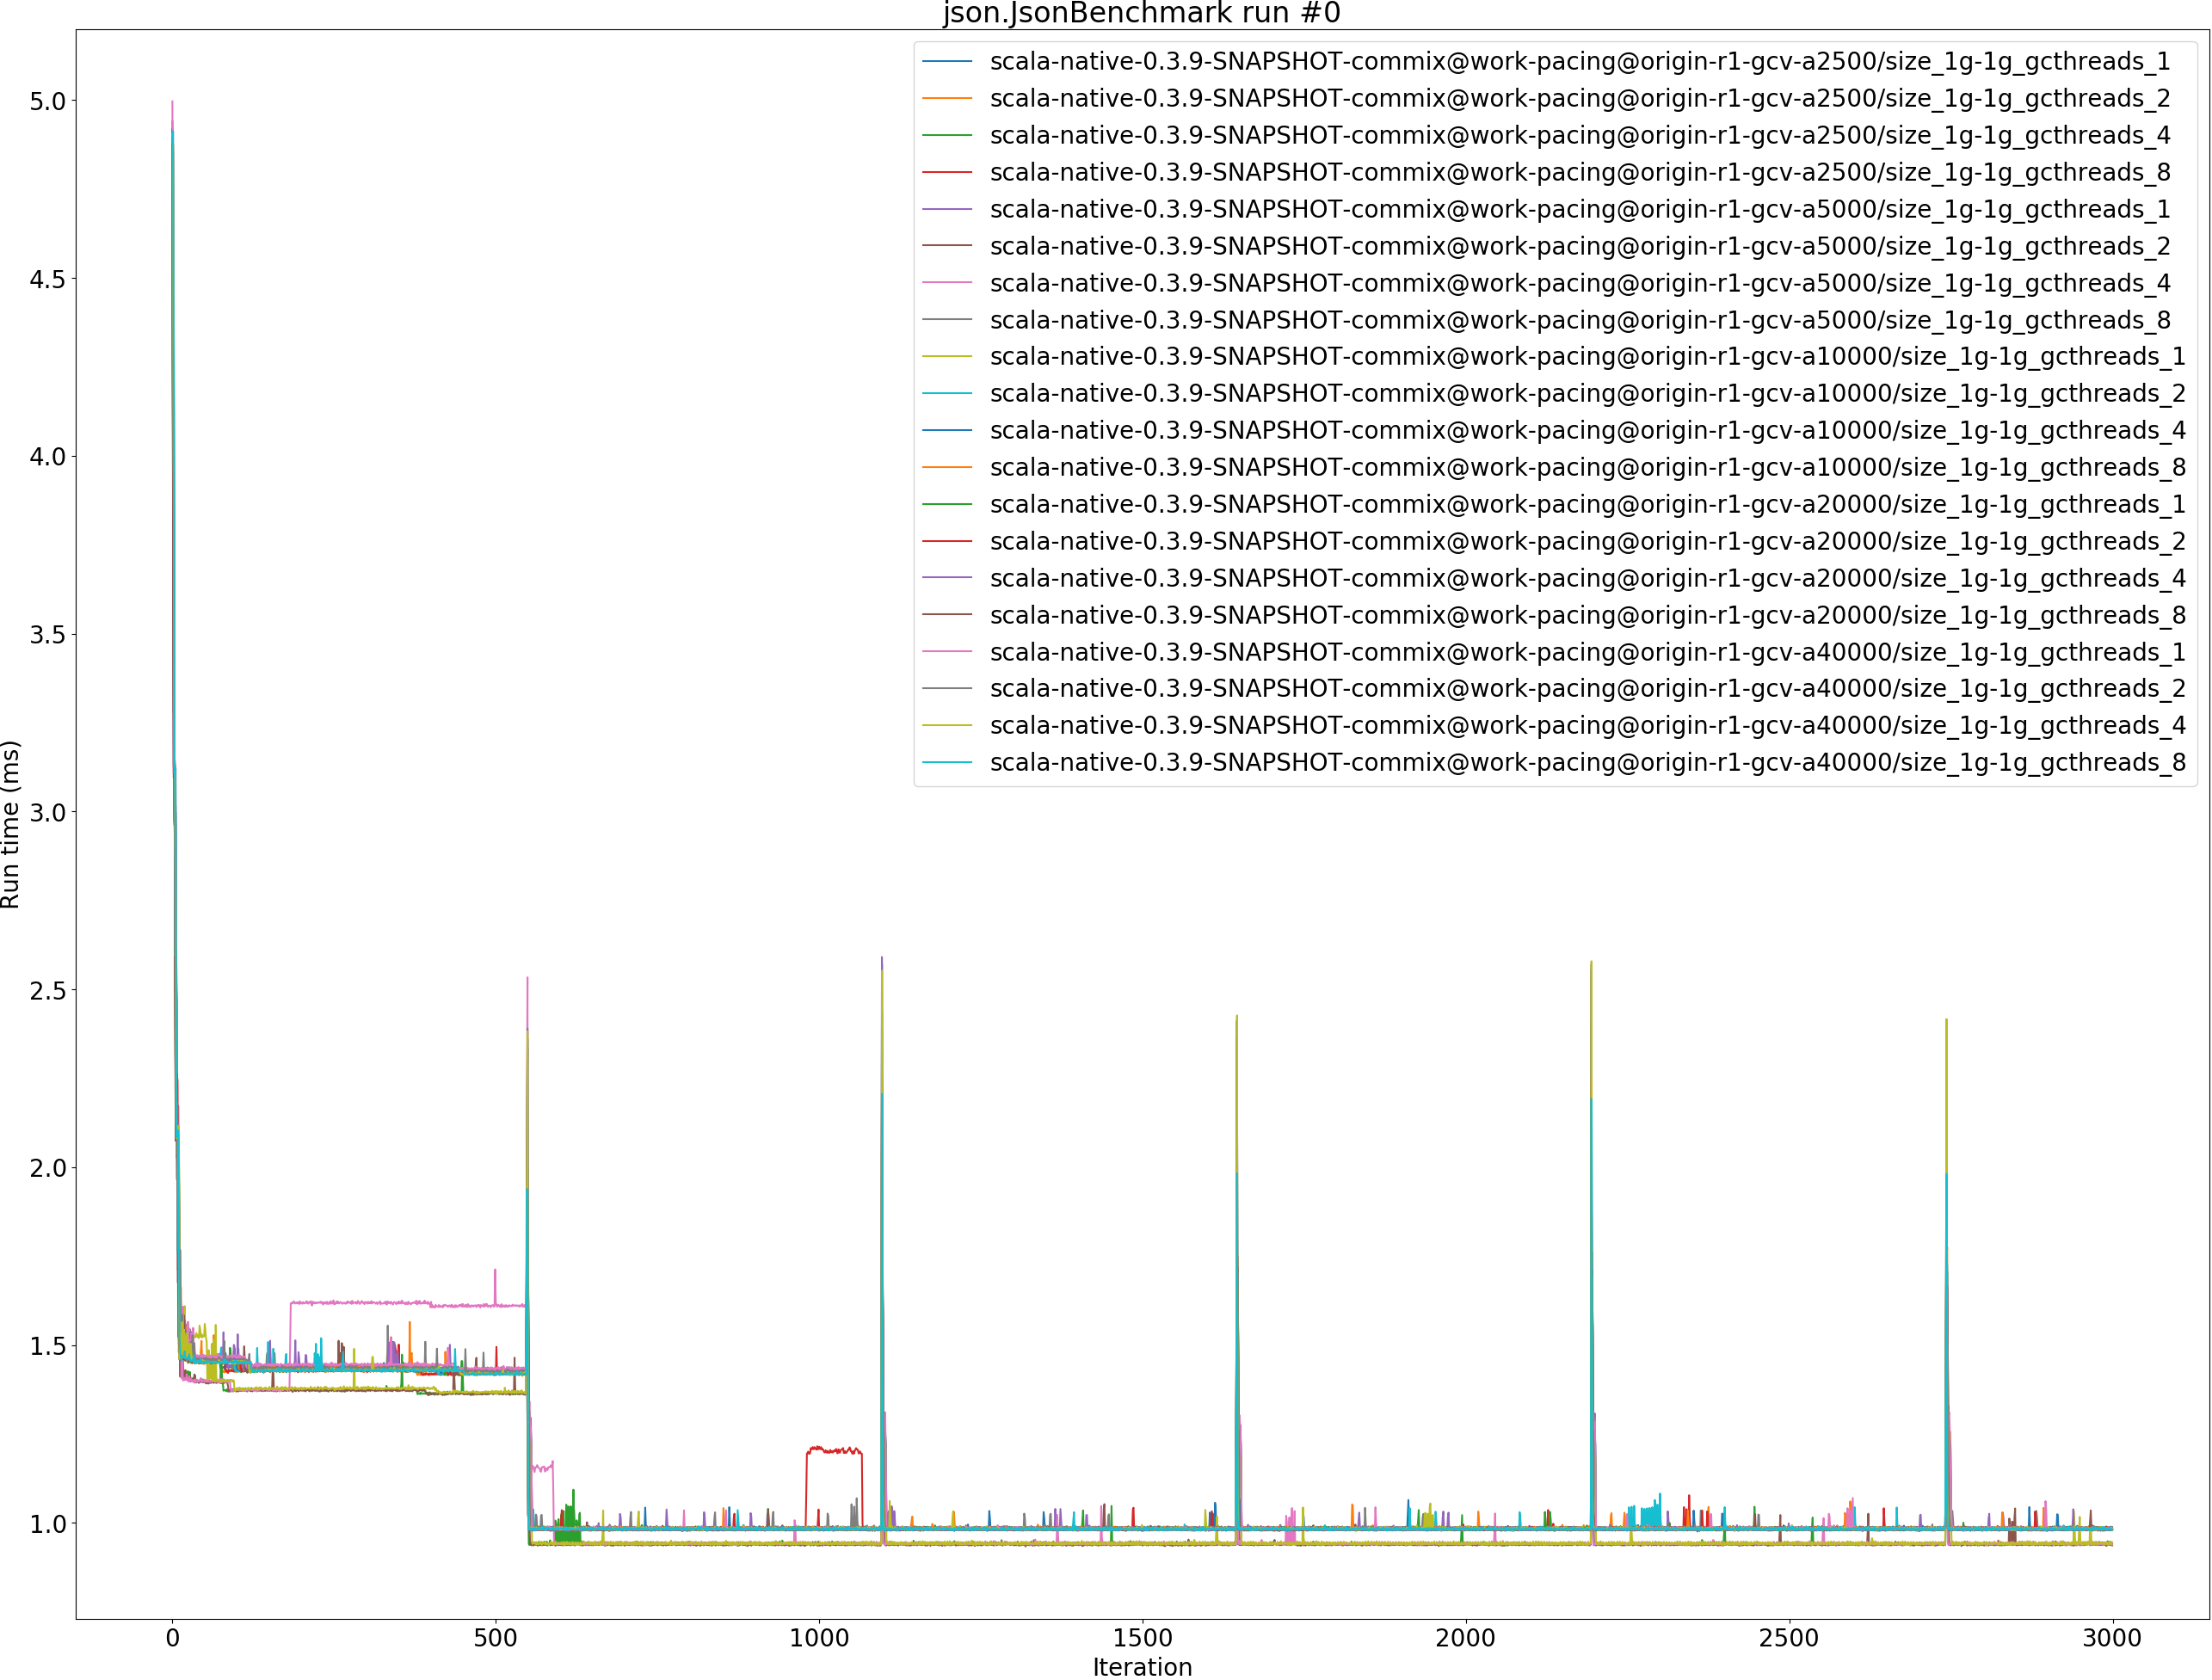 json.JsonBenchmark run #0
scala-native-0.3.9-SNAPSHOT-commix@work-pacing@origin-r1-gcv-a2500/size_1g-1g_gcthreads_1
scala-native-0.3.9-SNAPSHOT-commix@work-pacing@origin-r1-gcv-a2500/size_1g-1g_gcthreads_2
scala-native-0.3.9-SNAPSHOT-commix@work-pacing@origin-r1-gcv-a2500/size_1g-1g_gcthreads_4
scala-native-0.3.9-SNAPSHOT-commix@work-pacing@origin-r1-gcv-a2500/size_1g-1g_gcthreads_8
scala-native-0.3.9-SNAPSHOT-commix@work-pacing@origin-r1-gcv-a5000/size_1g-1g_gcthreads_1
scala-native-0.3.9-SNAPSHOT-commix@work-pacing@origin-r1-gcv-a5000/size_1g-1g_gcthreads_2
scala-native-0.3.9-SNAPSHOT-commix@work-pacing@origin-r1-gcv-a5000/size_1g-1g_gcthreads_4
scala-native-0.3.9-SNAPSHOT-commix@work-pacing@origin-r1-gcv-a5000/size_1g-1g_gcthreads_8
scala-native-0.3.9-SNAPSHOT-commix@work-pacing@origin-r1-gcv-a10000/size_1g-1g_gcthreads_1
scala-native-0.3.9-SNAPSHOT-commix@work-pacing@origin-r1-gcv-a10000/size_1g-1g_gcthreads_2
scala-native-0.3.9-SNAPSHOT-commix@work-pacing@origin-r1-gcv-a10000/size_1g-1g_gcthreads_4
scala-native-0.3.9-SNAPSHOT-commix@work-pacing@origin-r1-gcv-a10000/size_1g-1g_gcthreads_8
scala-native-0.3.9-SNAPSHOT-commix@work-pacing@origin-r1-gcv-a20000/size_1g-1g_gcthreads_1
scala-native-0.3.9-SNAPSHOT-commix@work-pacing@origin-r1-gcv-a20000/size_1g-1g_gcthreads_2
scala-native-0.3.9-SNAPSHOT-commix@work-pacing@origin-r1-gcv-a20000/size_1g-1g_gcthreads_4
scala-native-0.3.9-SNAPSHOT-commix@work-pacing@origin-r1-gcv-a20000/size_1g-1g_gcthreads_8
scala-native-0.3.9-SNAPSHOT-commix@work-pacing@origin-r1-gcv-a40000/size_1g-1g_gcthreads_1
scala-native-0.3.9-SNAPSHOT-commix@work-pacing@origin-r1-gcv-a40000/size_1g-1g_gcthreads_2
scala-native-0.3.9-SNAPSHOT-commix@work-pacing@origin-r1-gcv-a40000/size_1g-1g_gcthreads_4
scala-native-0.3.9-SNAPSHOT-commix@work-pacing@origin-r1-gcv-a40000/size_1g-1g_gcthreads_8
5.0
4.5
4.0
3.5
3.0
2.5
2.0
1.5
1.0
Run time (ms)
0
500
1000
1500
2000
2500
3000
Iteration